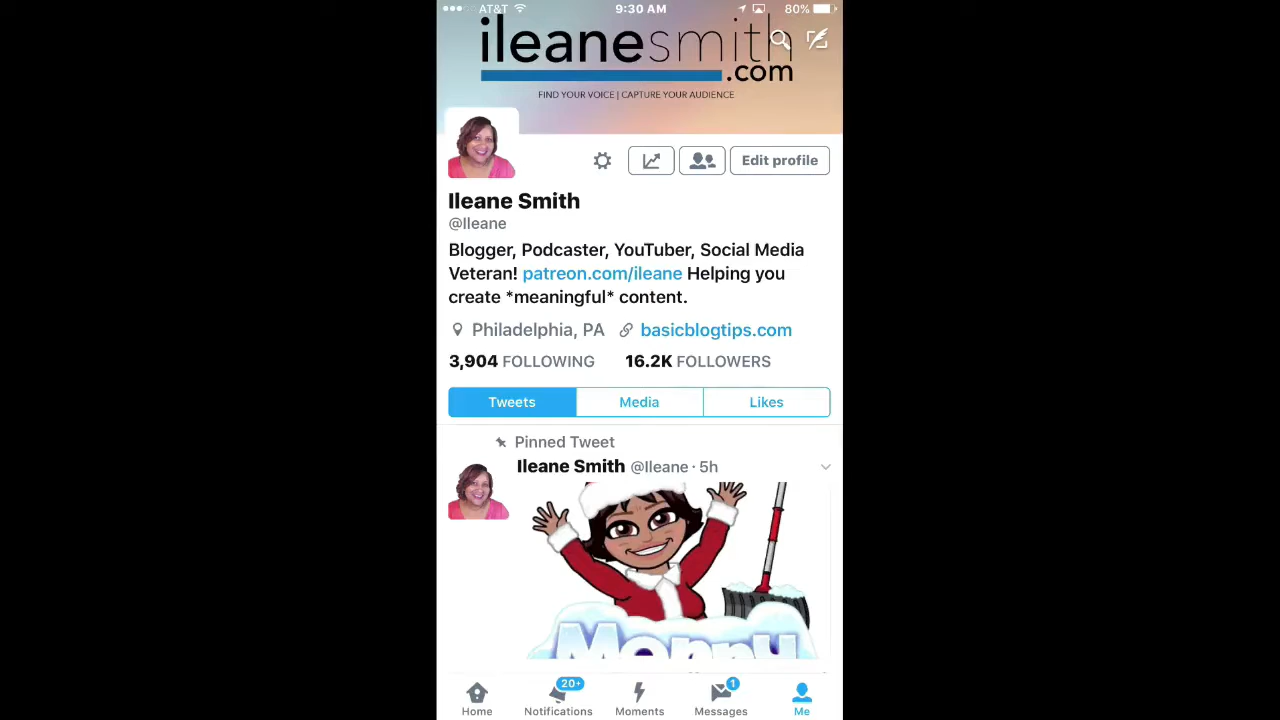 AT&T 9:30 AM 80%
ileanesmith
.com
FIND YOUR VOICE | CAPTURE YOUR AUDIENCE
Edit profile
Ileane Smith
@Ileane
Blogger, Podcaster, YouTuber, Social Media
Veteran! patreon.com/ileane Helping you
create *meaningful* content.
Philadelphia, PA basicblogtips.com
3,904 FOLLOWING 16.2K FOLLOWERS
Tweets Media Likes
Pinned Tweet
Ileane Smith @Ileane · 5h
Merry
20+ 1
Home Notifications Moments Messages Me